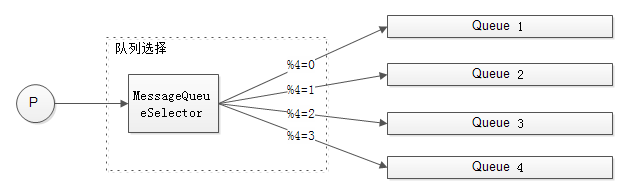 队列选择
P
MessageQueu
eSelector
%4=0
%4=1
%4=2
%4=3
Queue 1
Queue 2
Queue 3
Queue 4